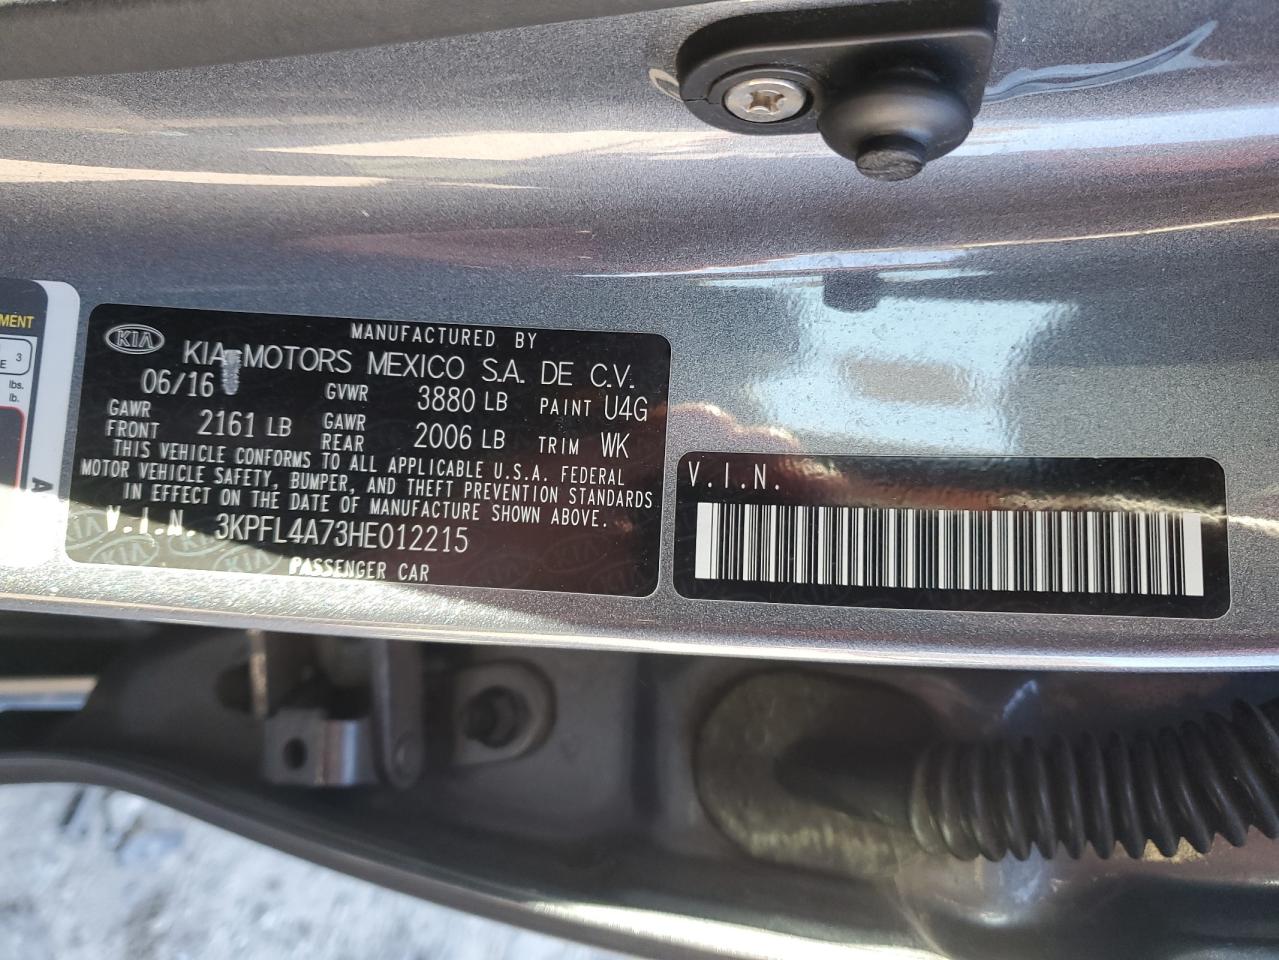 MENT
3
E
lbs.
lb.
A
KIA
MANUFACTURED BY
KIA MOTORS MEXICO S.A. DE C.V.
06/16 GVWR 3880 LB PAINT U4G
GAWR FRONT 2161 LB GAWR REAR 2006 LB TRIM WK
THIS VEHICLE CONFORMS TO ALL APPLICABLE U.S.A. FEDERAL
MOTOR VEHICLE SAFETY, BUMPER, AND THEFT PREVENTION STANDARDS
IN EFFECT ON THE DATE OF MANUFACTURE SHOWN ABOVE.
V.I.N. 3KPFL4A73HE012215
PASSENGER CAR
V.I.N.